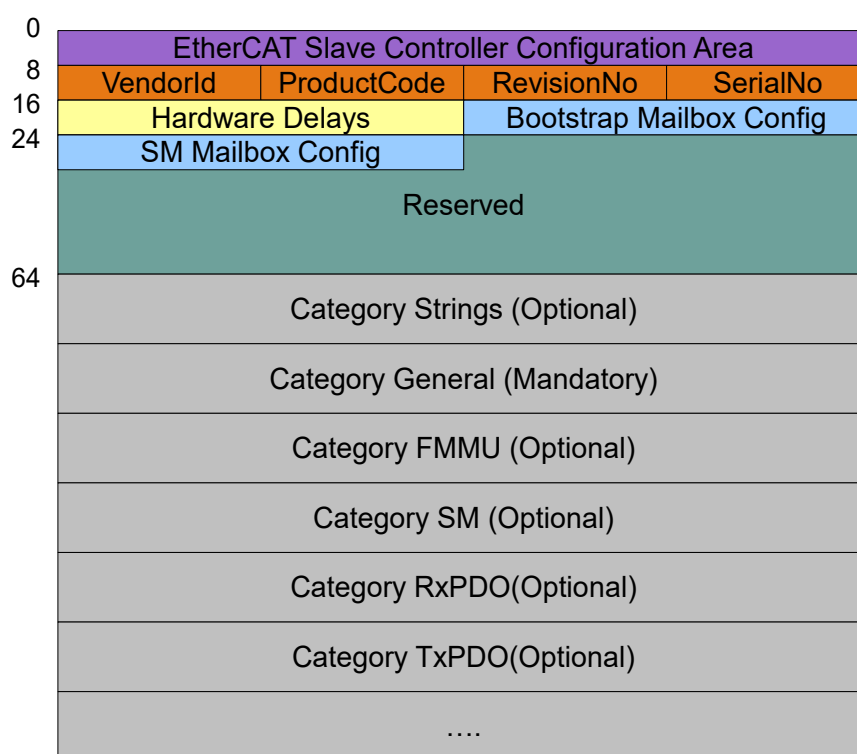 0
EtherCAT Slave Controller Configuration Area
8
VendorId ProductCode RevisionNo SerialNo
16
Hardware Delays Bootstrap Mailbox Config
24
SM Mailbox Config
Reserved
64
Category Strings (Optional)
Category General (Mandatory)
Category FMMU (Optional)
Category SM (Optional)
Category RxPDO(Optional)
Category TxPDO(Optional)
....